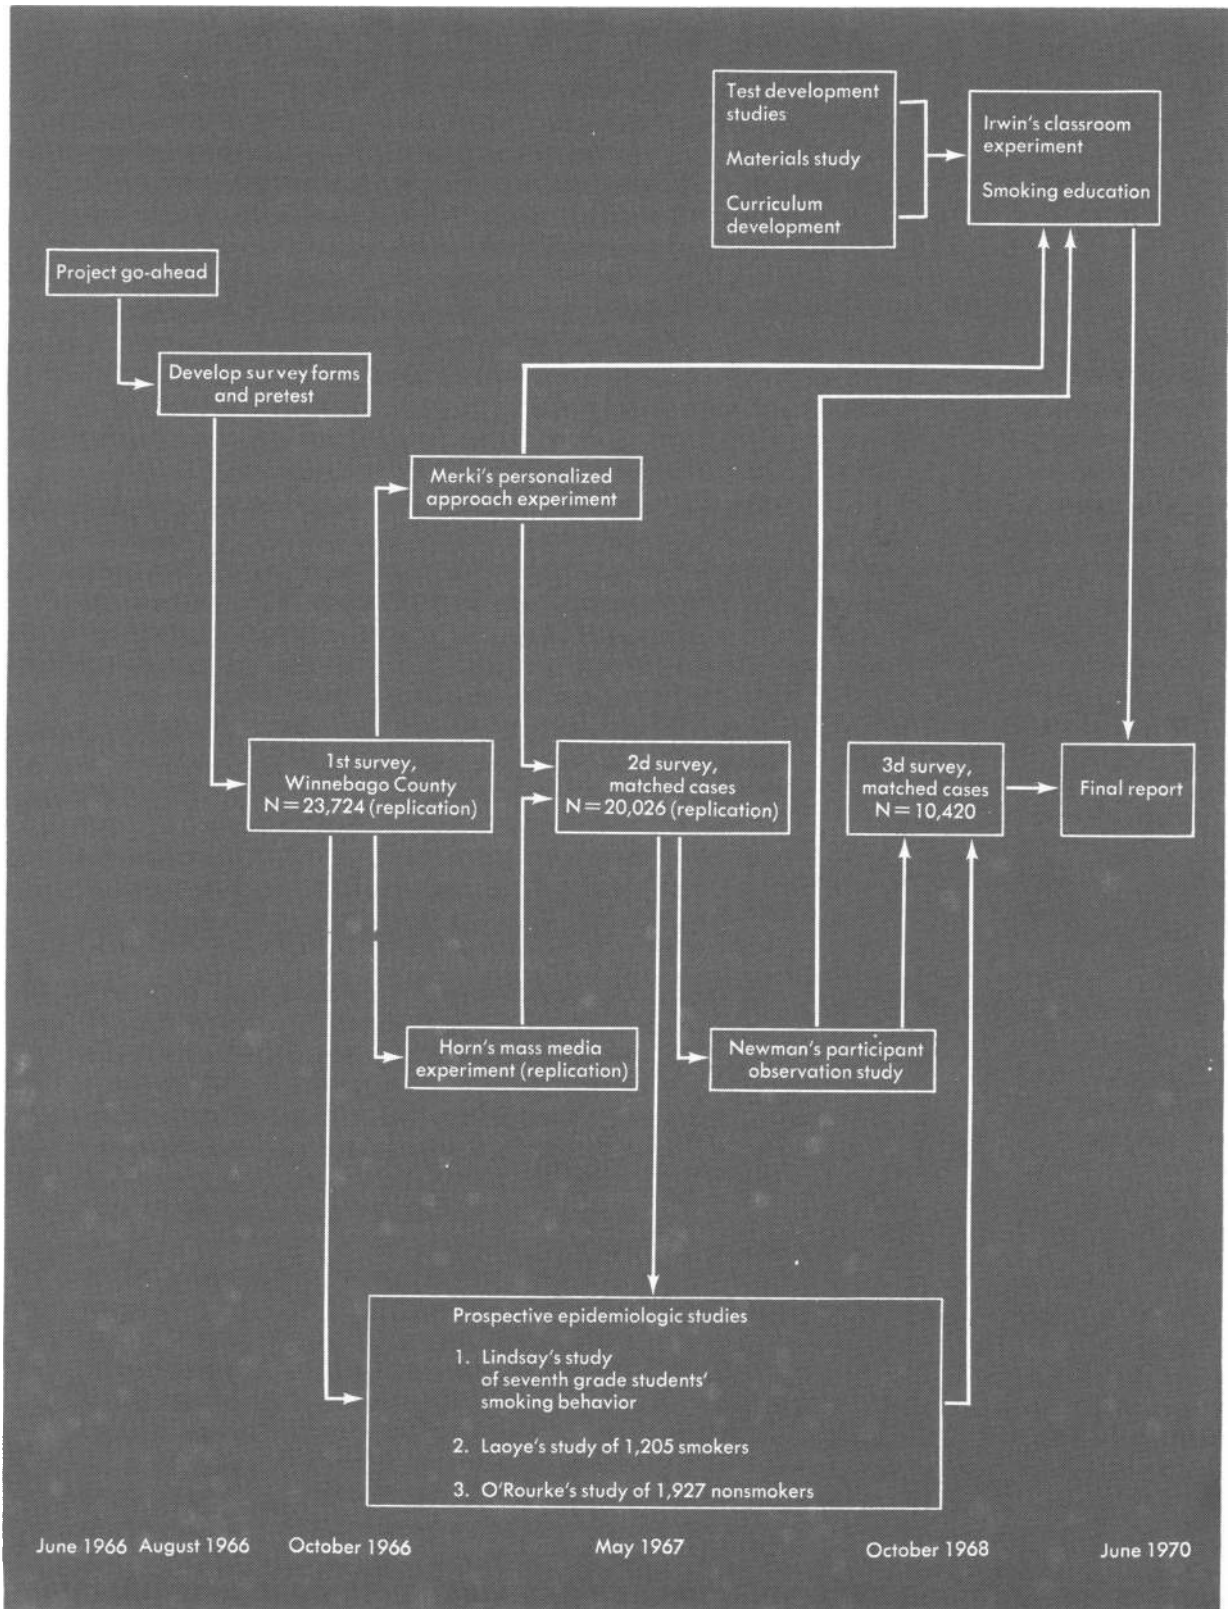 Test development
studies
Materials study
Curriculum
development
Irwin's classroom
experiment
Smoking education
Project go-ahead
Develop survey forms
and pretest
Merki's personalized
approach experiment
1st survey,
Winnebago County
N = 23,724 (replication)
2d survey,
matched cases
N = 20,026 (replication)
3d survey,
matched cases
N = 10,420
Final report
Horn's mass media
experiment (replication)
Newman's participant
observation study
Prospective epidemiologic studies
1. Lindsay's study
of seventh grade students'
smoking behavior
2. Laoye's study of 1,205 smokers
3. O'Rourke's study of 1,927 nonsmokers
June 1966 August 1966 October 1966 May 1967 October 1968 June 1970